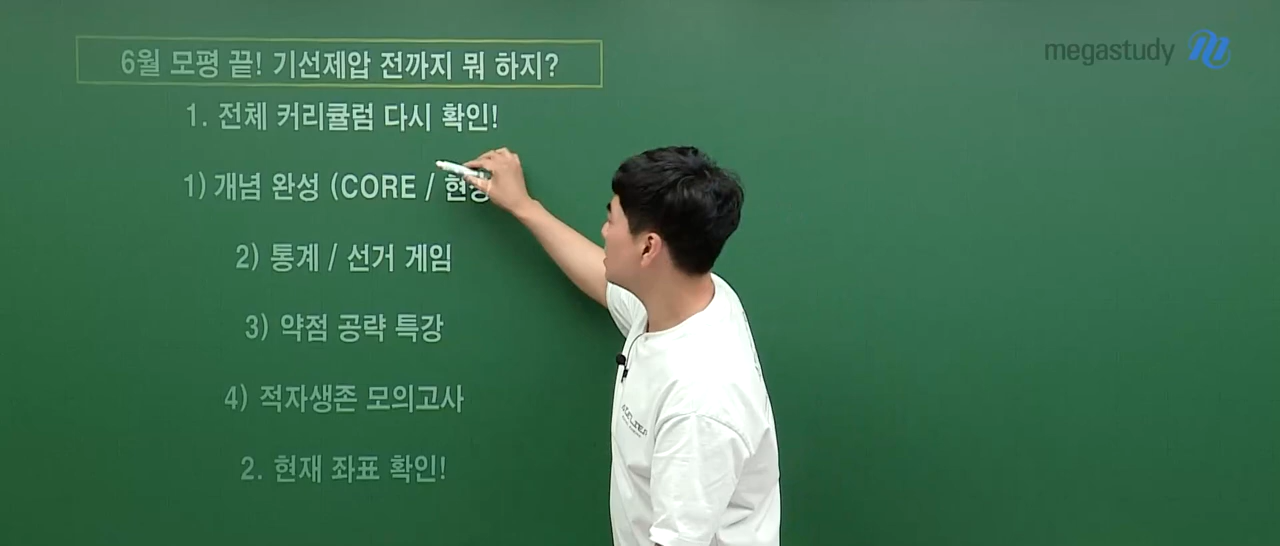 6월 모평 끝! 기선제압 전까지 뭐 하지?
megastudy
1. 전체 커리큘럼 다시 확인!
1) 개념 완성 (CORE /
2) 통계 / 선거 게임
3) 약점 공략 특강
4) 적자생존 모의고사
2. 현재 좌표 확인!